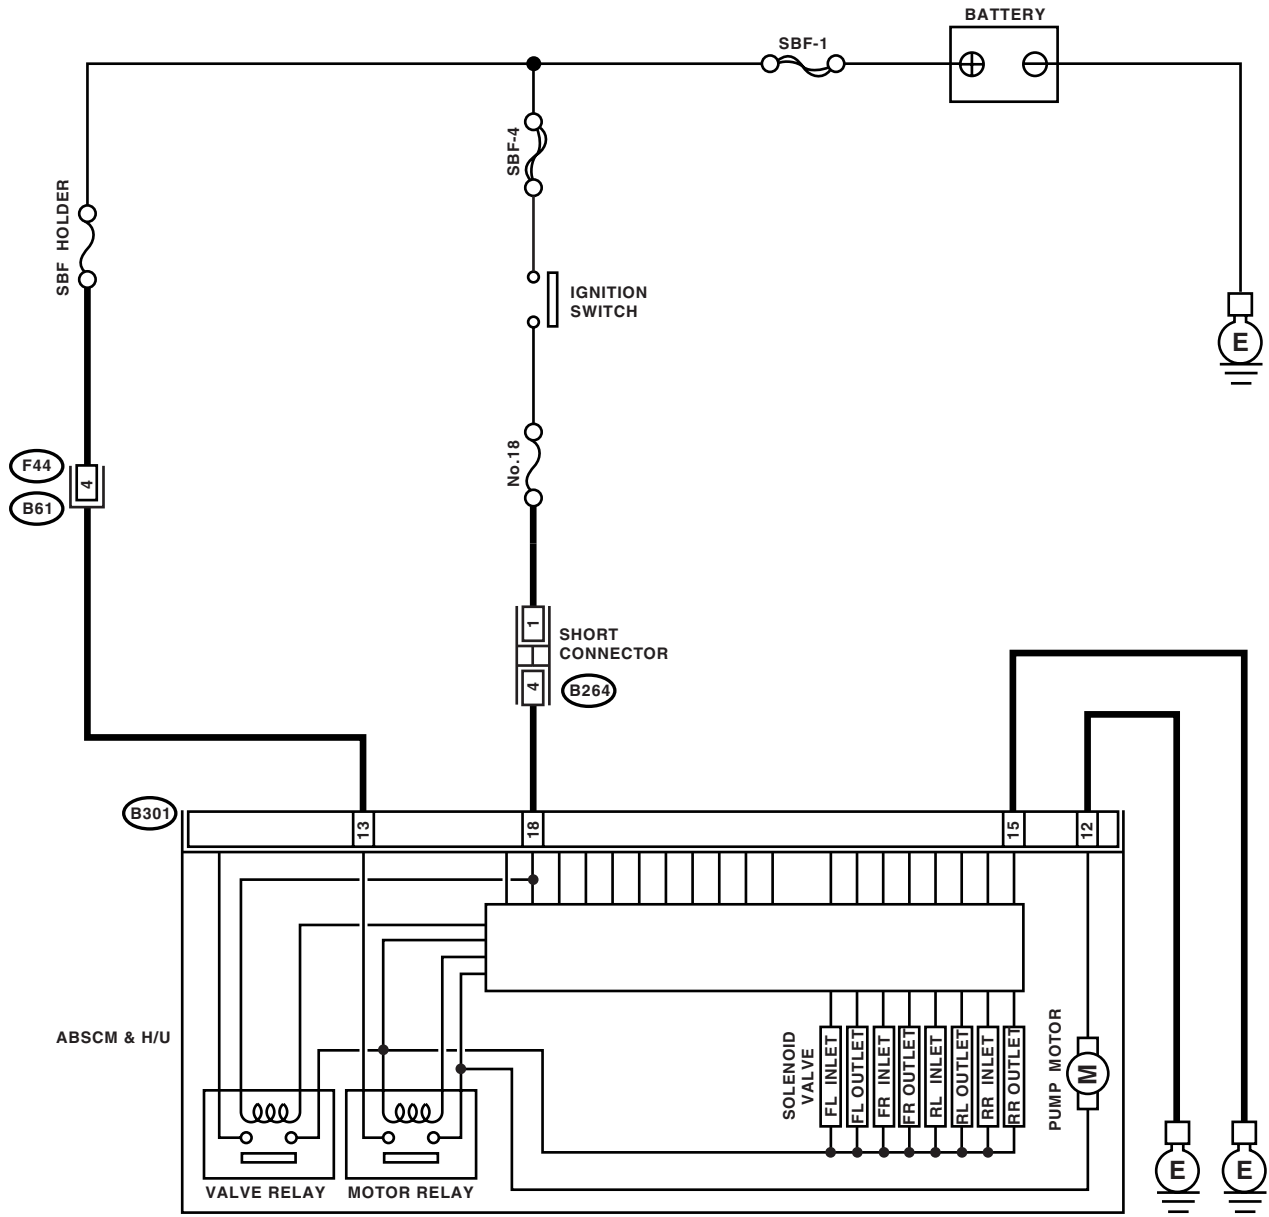 BATTERY
SBF-1
SBF-4
SBF HOLDER
IGNITION
SWITCH
E
No.18
F44
4
B61
1
SHORT
CONNECTOR
4
B264
B301
13
18
15
12
ABSCM & H/U
SOLENOID
VALVE
FL INLET
FL OUTLET
FR INLET
FR OUTLET
RL INLET
RL OUTLET
RR INLET
RR OUTLET
PUMP MOTOR
M
E
E
VALVE RELAY
MOTOR RELAY